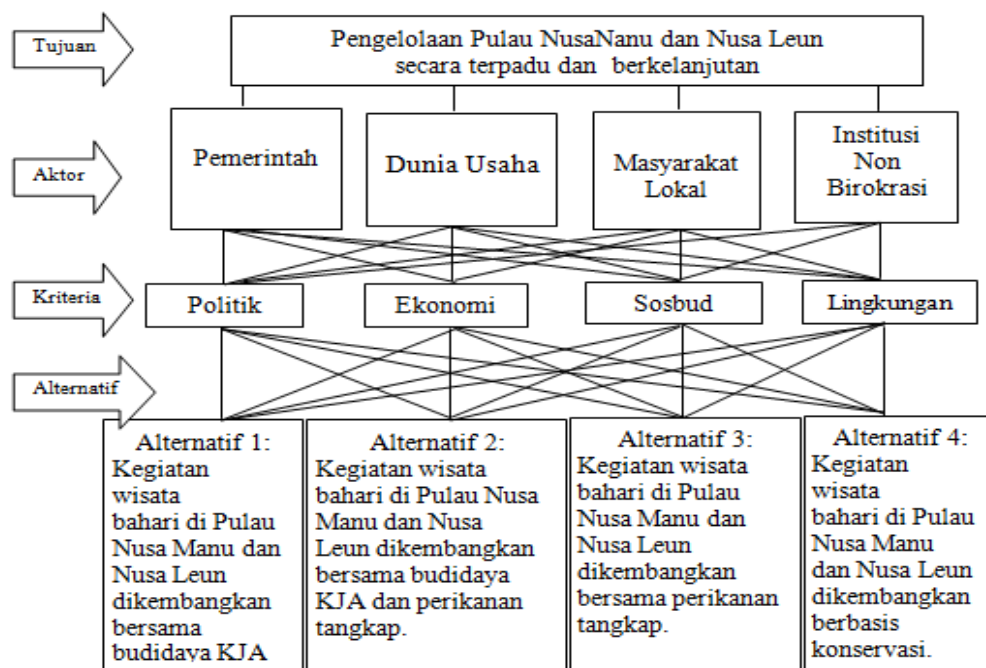 Tujuan
Pengelolaan Pulau NusaNanu dan Nusa Leun
secara terpadu dan berkelanjutan
Aktor
Pemerintah
Dunia Usaha
Masyarakat
Lokal
Institusi
Non
Birokrasi
Kriteria
Politik
Ekonomi
Sosbud
Lingkungan
Alternatif
Alternatif 1:
Kegiatan
wisata
bahari di Pulau
Nusa Manu dan
Nusa Leun
dikembangkan
bersama
budidaya KJA
Alternatif 2:
Kegiatan wisata
bahari di Pulau Nusa
Manu dan Nusa
Leun dikembangkan
bersama budidaya
KJA dan perikanan
tangkap.
Alternatif 3:
Kegiatan wisata
bahari di Pulau
Nusa Manu dan
Nusa Leun
dikembangkan
bersama perikanan
tangkap.
Alternatif 4:
Kegiatan
wisata
bahari di Pulau
Nusa Manu
dan Nusa Leun
dikembangkan
berbasis
konservasi.